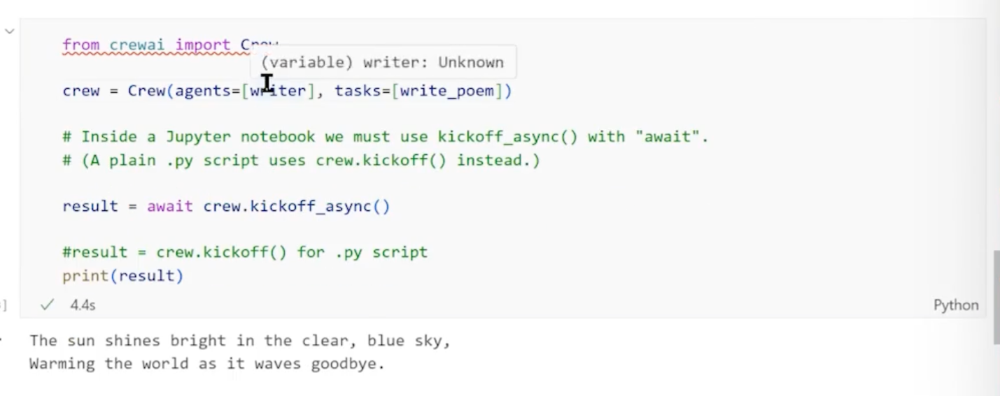 from crewai import Crew
(variable) writer: Unknown
crew = Crew(agents=[writer], tasks=[write_poem])
# Inside a Jupyter notebook we must use kickoff_async() with "await".
# (A plain .py script uses crew.kickoff() instead.)
result = await crew.kickoff_async()
#result = crew.kickoff() for .py script
print(result)
]
4.4s
Python
The sun shines bright in the clear, blue sky,
Warming the world as it waves goodbye.